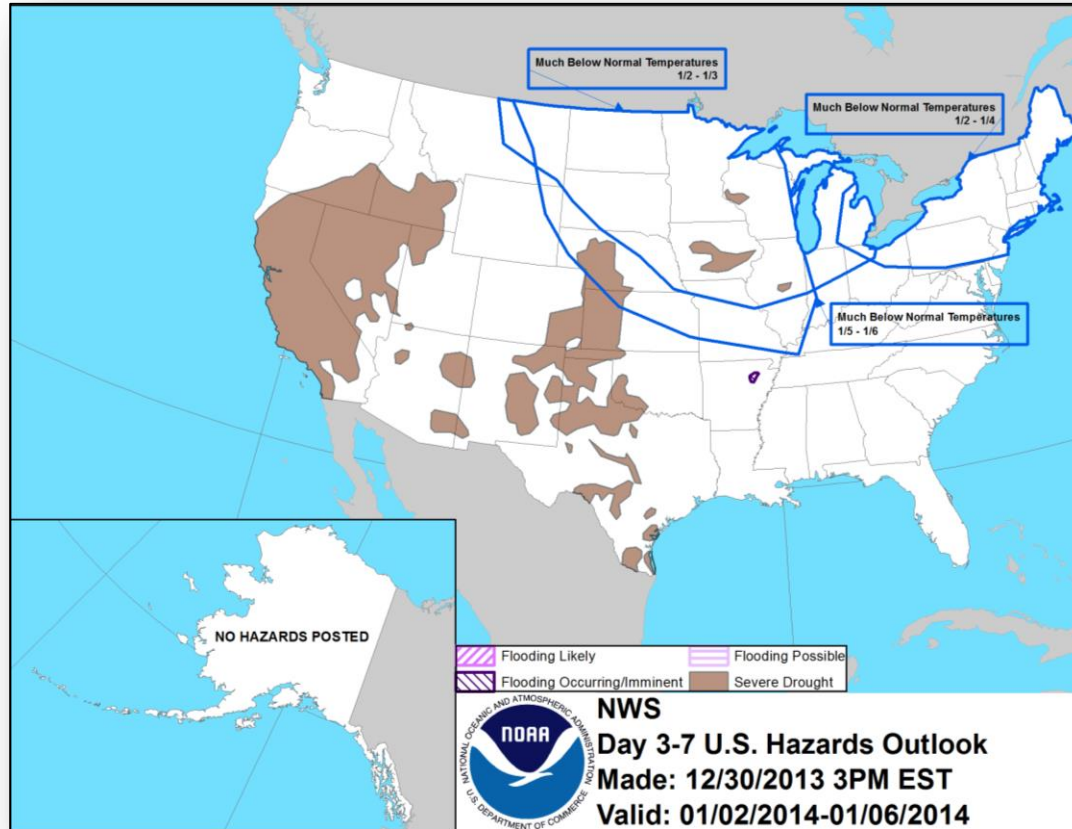 Much Below Normal Temperatures
1/2 - 1/3
Much Below Normal Temperatures
1/2 - 1/4
Much Below Normal Temperatures
1/5 - 1/6
NO HAZARDS POSTED
Flooding Likely
Flooding Possible
Flooding Occurring/Imminent
Severe Drought
NATIONAL OCEANIC AND ATMOSPHERIC ADMINISTRATION
NOAA
U.S. DEPARTMENT OF COMMERCE
NWS
Day 3-7 U.S. Hazards Outlook
Made: 12/30/2013 3PM EST
Valid: 01/02/2014-01/06/2014